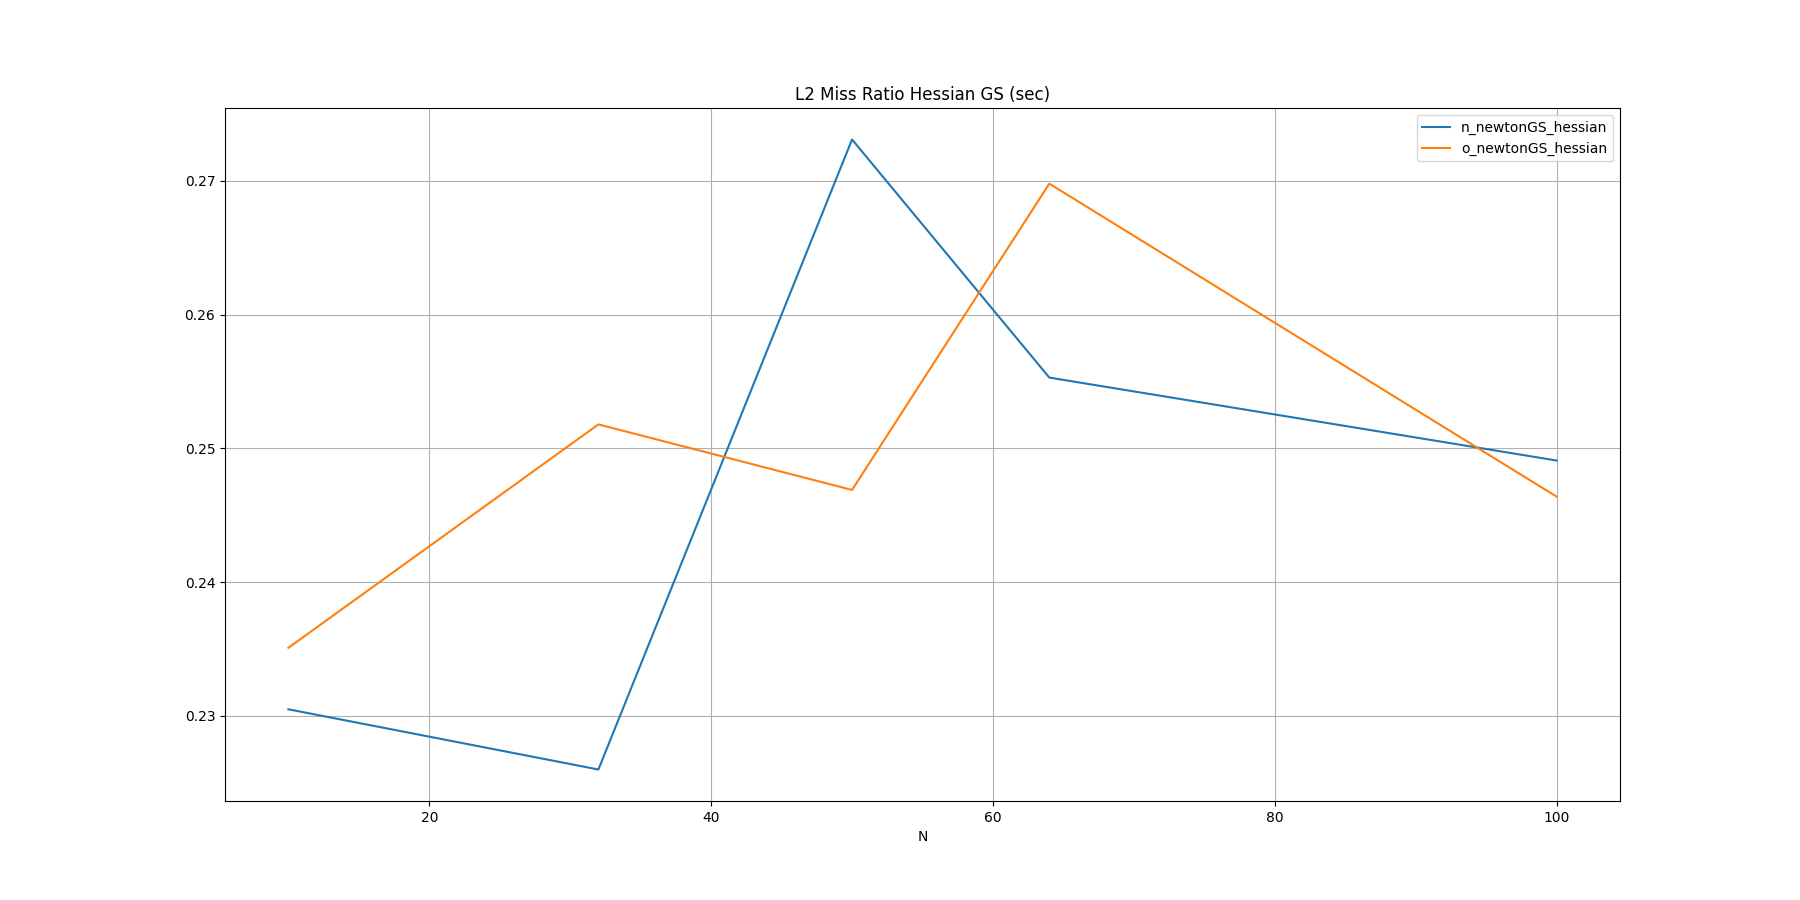 L2 Miss Ratio Hessian GS (sec)
n_newtonGS_hessian
o_newtonGS_hessian
0.27
0.26
0.25
0.24
0.23
20 40 60 80 100
N